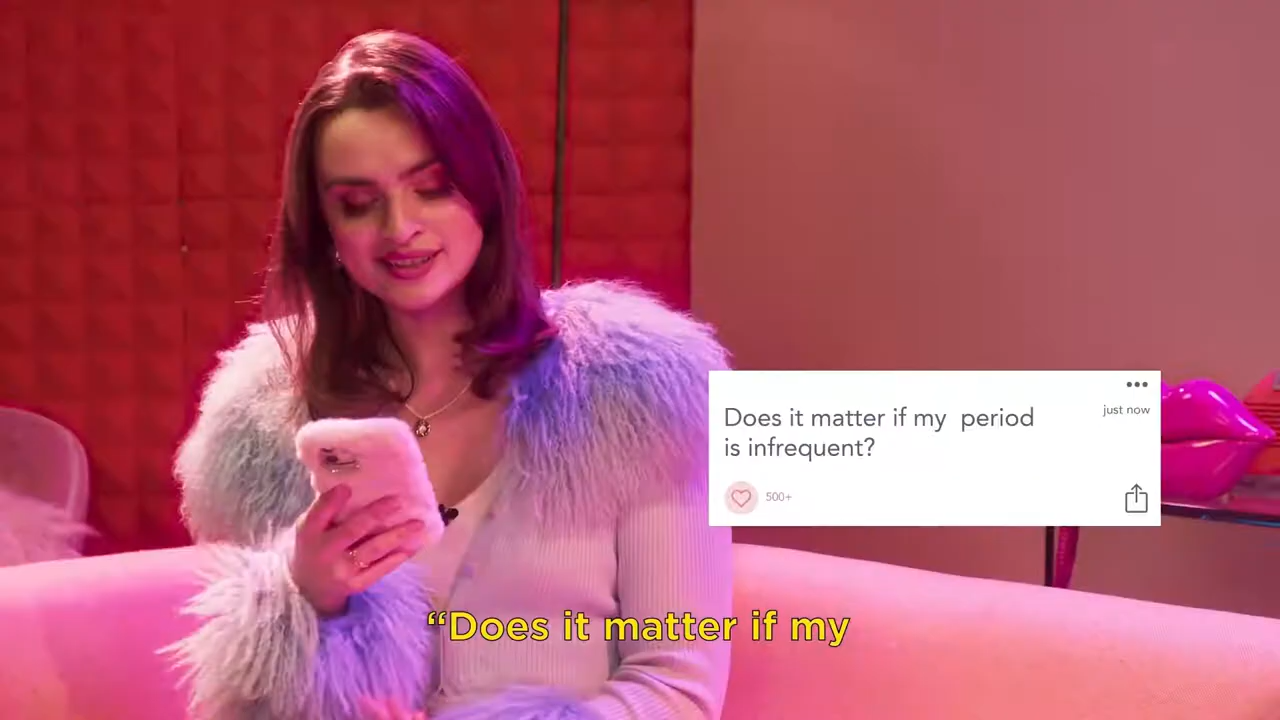 •••
just now
Does it matter if my  period
is infrequent?
500+
“Does it matter if my